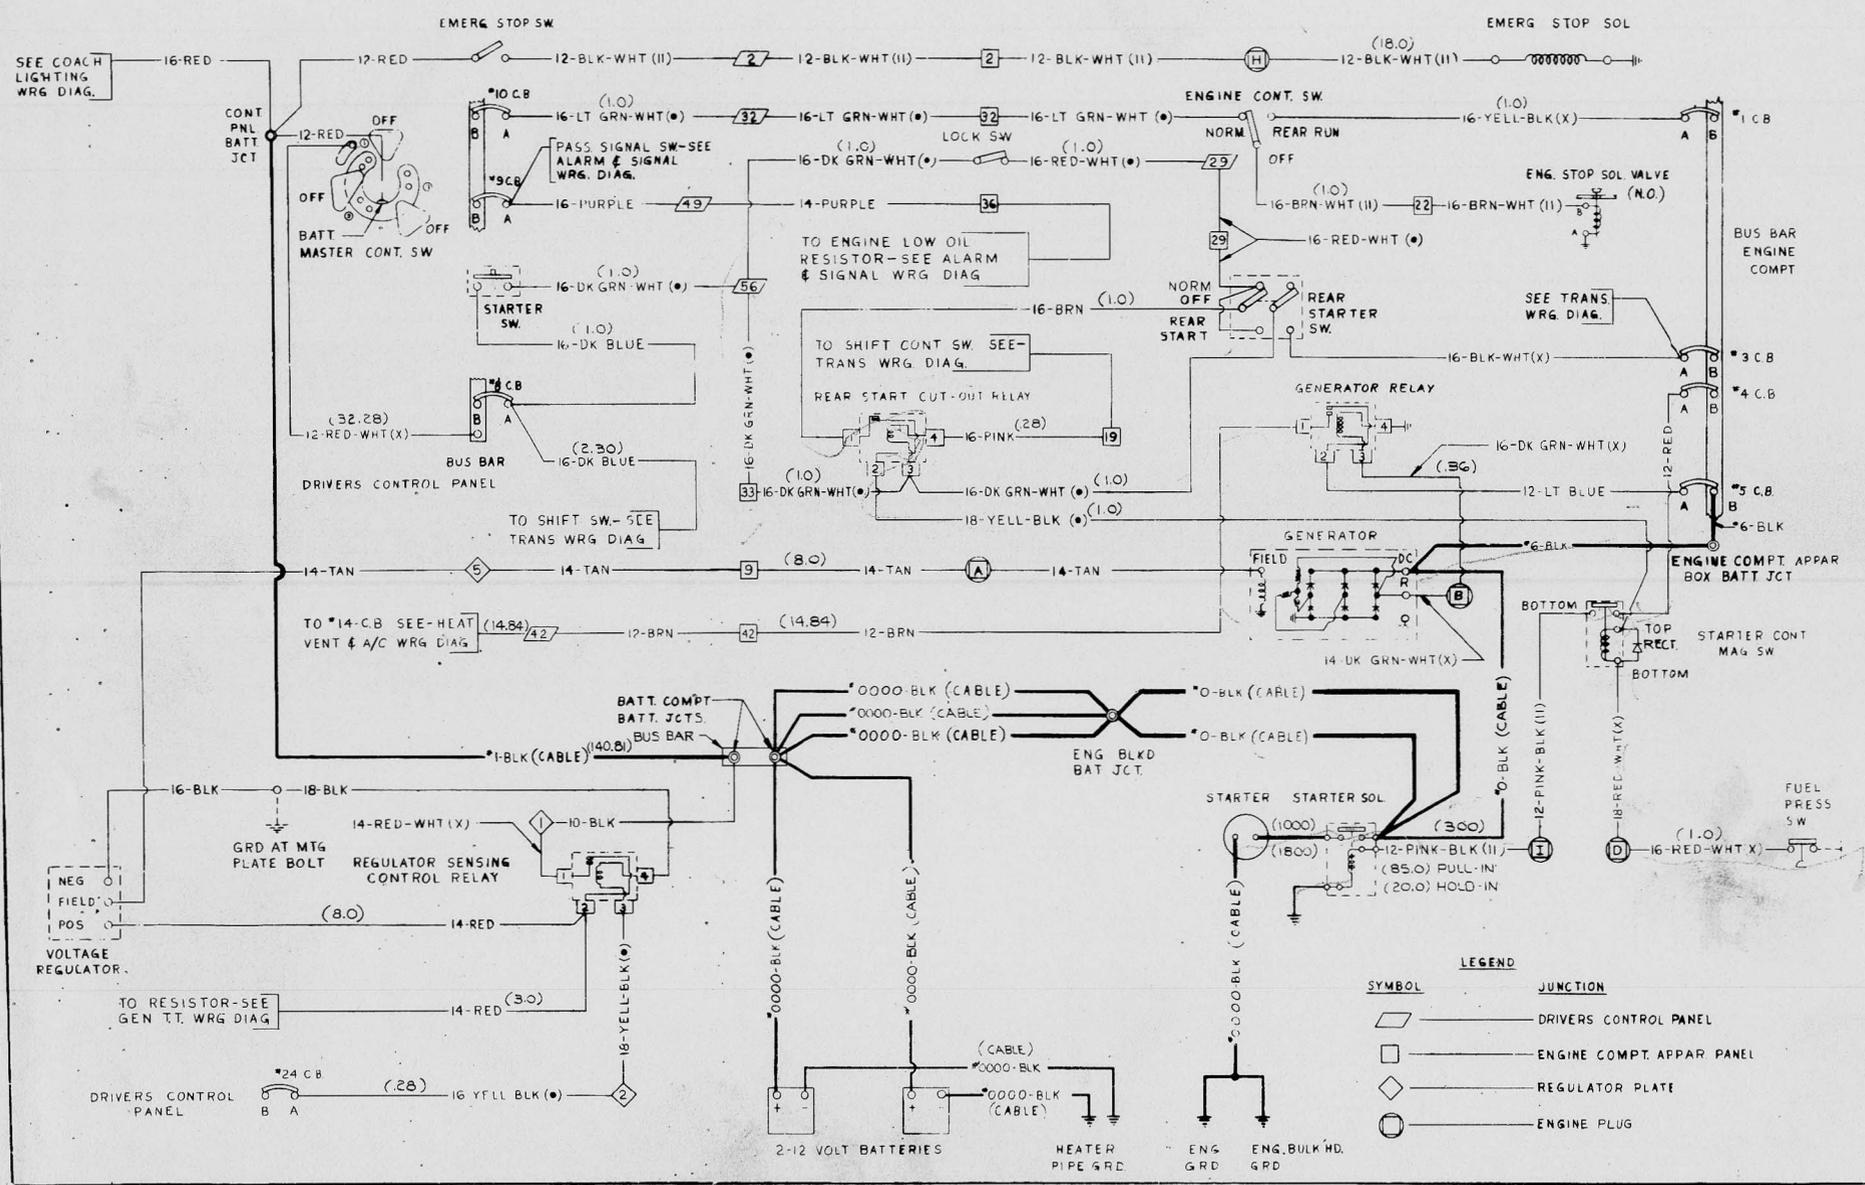 EMERG STOP SW.
EMERG STOP SOL
SEE COACH
LIGHTING
WRG DIAG.
16-RED
12-RED
12-BLK-WHT (11)
2
12-BLK-WHT(11)
2
12-BLK-WHT (11)
H
(18.0)
12-BLK-WHT(11)
CONT.
PNL
BATT.
JCT
12-RED
OFF
OFF
OFF
BATT.
MASTER CONT. SW
*10 C.B
B A
(1.0)
16-LT GRN-WHT(•)
32
16-LT GRN-WHT(•)
32
16-LT GRN-WHT(•)
ENGINE CONT. SW.
NORM
REAR RUN
OFF
(1.0)
16-YELL-BLK(X)
A B
*1 C B
PASS. SIGNAL SW-SEE
ALARM & SIGNAL
WRG. DIAG.
LOCK SW
(1.0)
16-DK GRN-WHT(•)
(1.0)
16-RED-WHT(•)
29
*9 C.B
B A
16-PURPLE
49
14-PURPLE
36
(1.0)
16-BRN-WHT (11)
22
16-BRN-WHT (11)
ENG. STOP SOL. VALVE
(N.O.)
B
A
BUS BAR
ENGINE
COMPT
TO ENGINE LOW OIL
RESISTOR-SEE ALARM
& SIGNAL WRG DIAG
29
16-RED-WHT (•)
STARTER
SW.
(1.0)
16-DK GRN-WHT (•)
56
(1.0)
16-DK BLUE
16-BRN (1.0)
NORM
OFF
REAR
START
REAR
STARTER
SW.
SEE TRANS.
WRG. DIAG.
TO SHIFT CONT SW. SEE-
TRANS WRG. DIAG.
16-BLK-WHT(X)
*3 C.B
A B
*4 C.B
A B
*8 C.B
B A
B
(32.28)
12-RED-WHT(X)
BUS BAR
DRIVERS CONTROL PANEL
(2.30)
16-DK BLUE
TO SHIFT SW.-SEE
TRANS WRG DIAG
16-DK GRN-WHT(•)
REAR START CUT-OUT RELAY
1
4
2
3
16-PINK (.28)
19
33
(1.0)
16-DK GRN-WHT(•)
16-DK GRN-WHT (•) (1.0)
18-YELL-BLK (•) (1.0)
GENERATOR RELAY
1
4
2
3
16-DK GRN-WHT(X)
(.36)
12-RED
12-LT BLUE
*5 C.B.
A B
*6-BLK
*6-BLK
ENGINE COMPT. APPAR
BOX BATT. JCT
14-TAN
5
14-TAN
9
(8.0)
14-TAN
A
14-TAN
GENERATOR
FIELD
DC
R
B
14-DK GRN-WHT(X)
TO *14-C.B SEE-HEAT
VENT & A/C WRG DIAG
(14.84)
42
12-BRN
42
(14.84)
12-BRN
BOTTOM
TOP
RECT.
BOTTOM
STARTER CONT
MAG SW
BATT. COMPT
BATT. JCTS.
BUS BAR
*0000-BLK (CABLE)
*0000-BLK (CABLE)
*0000-BLK (CABLE)
*0-BLK (CABLE)
*0-BLK (CABLE)
ENG BLKD
BAT JCT.
*1-BLK (CABLE) (140.81)
*0-BLK (CABLE)
12-PINK-BLK(11)
18-RED-WHT(X)
16-BLK
18-BLK
GRD AT MTG
PLATE BOLT
14-RED-WHT(X)
1
10-BLK
REGULATOR SENSING
CONTROL RELAY
1
4
2
3
NEG
FIELD
POS
VOLTAGE
REGULATOR.
(8.0)
14-RED
TO RESISTOR-SEE
GEN T.T. WRG DIAG
14-RED (3.0)
18-YELL-BLK(•)
DRIVERS CONTROL
PANEL
*24 C.B.
B A
(.28)
16 YELL BLK (•)
2
*0000-BLK (CABLE)
*0000-BLK (CABLE)
+ -
+ -
2-12 VOLT BATTERIES
(CABLE)
*0000-BLK
*0000-BLK
(CABLE)
HEATER
PIPE GRD.
STARTER
STARTER SOL.
(1000)
(1800)
(300)
12-PINK-BLK (11)
(85.0) PULL-IN
(20.0) HOLD-IN
I
D
(1.0)
16-RED-WHT X)
FUEL
PRESS
SW
*0000-BLK (CABLE)
ENG
GRD
ENG. BULK'HD.
GRD
LEGEND
SYMBOL
JUNCTION
DRIVERS CONTROL PANEL
ENGINE COMPT. APPAR PANEL
REGULATOR PLATE
ENGINE PLUG